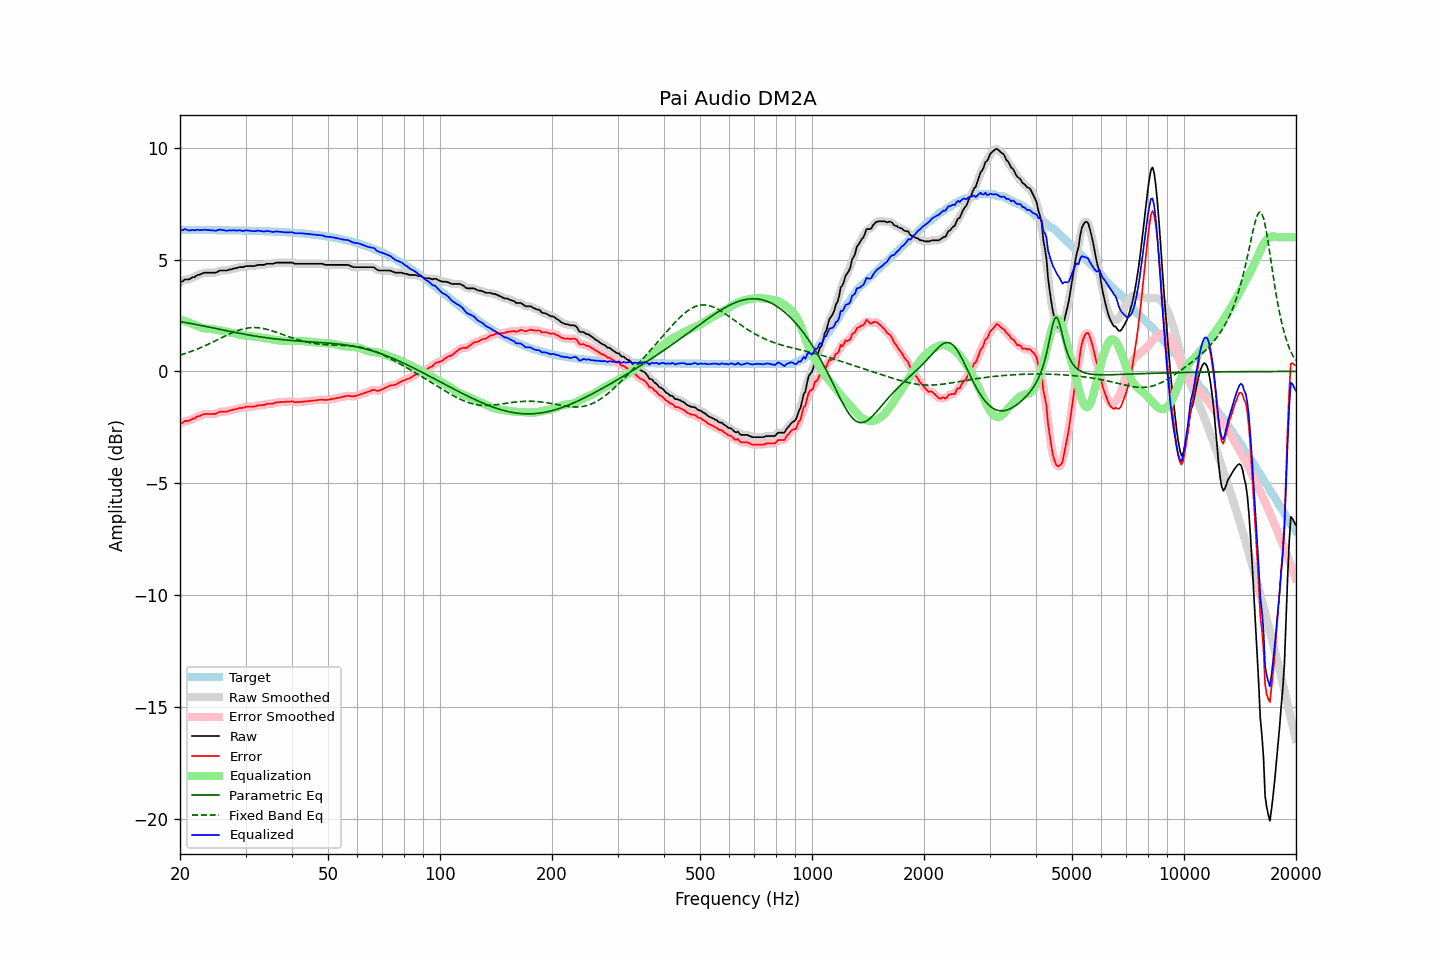 Pai Audio DM2A
10
5
0
−5
−10
−15
−20
Amplitude (dBr)
Target
Raw Smoothed
Error Smoothed
Raw
Error
Equalization
Parametric Eq
Fixed Band Eq
Equalized
20 50 100 200 500 1000 2000 5000 10000 20000
Frequency (Hz)